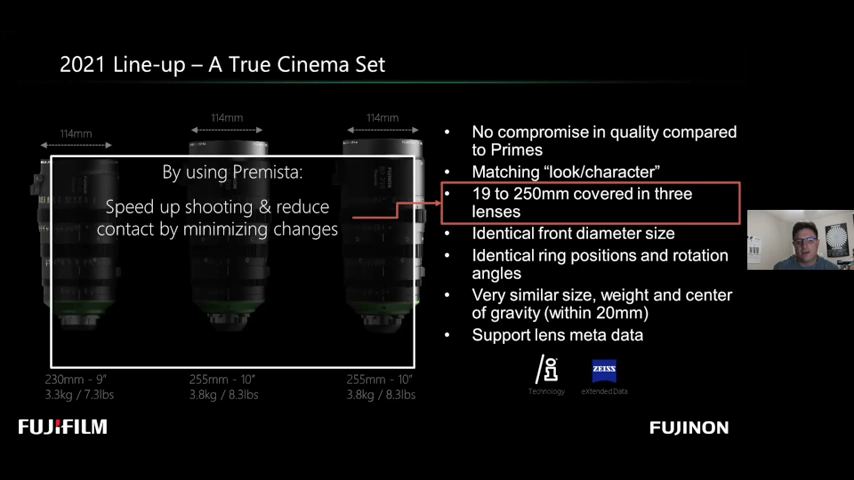 2021 Line-up – A True Cinema Set
114mm
114mm
114mm
By using Premista:
Speed up shooting & reduce
contact by minimizing changes
• No compromise in quality compared
to Primes
• Matching “look/character”
• 19 to 250mm covered in three
lenses
• Identical front diameter size
• Identical ring positions and rotation
angles
• Very similar size, weight and center
of gravity (within 20mm)
• Support lens meta data
230mm - 9”
3.3kg / 7.3lbs
255mm - 10”
3.8kg / 8.3lbs
255mm - 10”
3.8kg / 8.3lbs
/i
Technology
ZEISS
eXtended Data
FUJIFILM
FUJINON